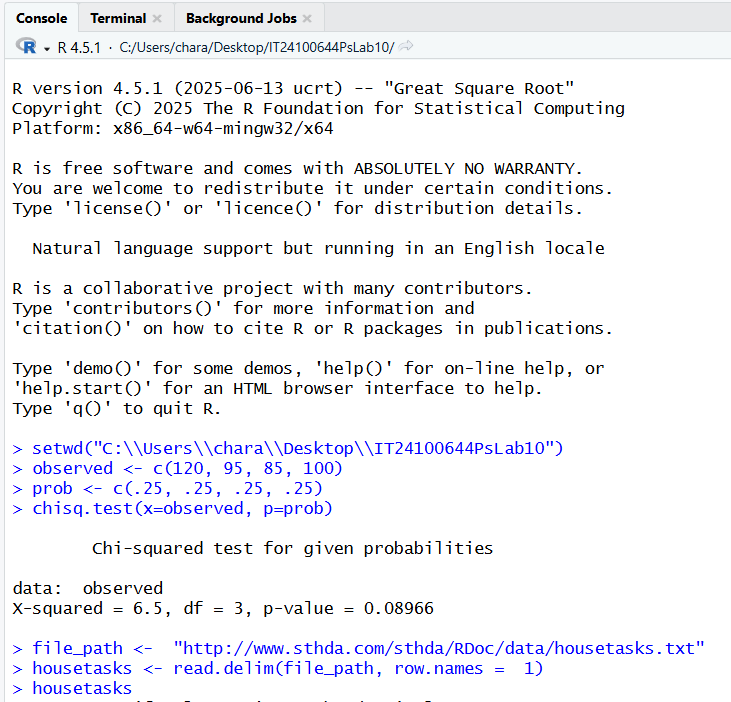 Console Terminal Background Jobs
R 4.5.1 · C:/Users/chara/Desktop/IT24100644PsLab10/
R version 4.5.1 (2025-06-13 ucrt) -- "Great Square Root"
Copyright (C) 2025 The R Foundation for Statistical Computing
Platform: x86_64-w64-mingw32/x64
R is free software and comes with ABSOLUTELY NO WARRANTY.
You are welcome to redistribute it under certain conditions.
Type 'license()' or 'licence()' for distribution details.
Natural language support but running in an English locale
R is a collaborative project with many contributors.
Type 'contributors()' for more information and
'citation()' on how to cite R or R packages in publications.
Type 'demo()' for some demos, 'help()' for on-line help, or
'help.start()' for an HTML browser interface to help.
Type 'q()' to quit R.
> setwd("C:\\Users\\chara\\Desktop\\IT24100644PsLab10")
> observed <- c(120, 95, 85, 100)
> prob <- c(.25, .25, .25, .25)
> chisq.test(x=observed, p=prob)
Chi-squared test for given probabilities
data:  observed
X-squared = 6.5, df = 3, p-value = 0.08966
> file_path <-  "http://www.sthda.com/sthda/RDoc/data/housetasks.txt"
> housetasks <- read.delim(file_path, row.names =  1)
> housetasks